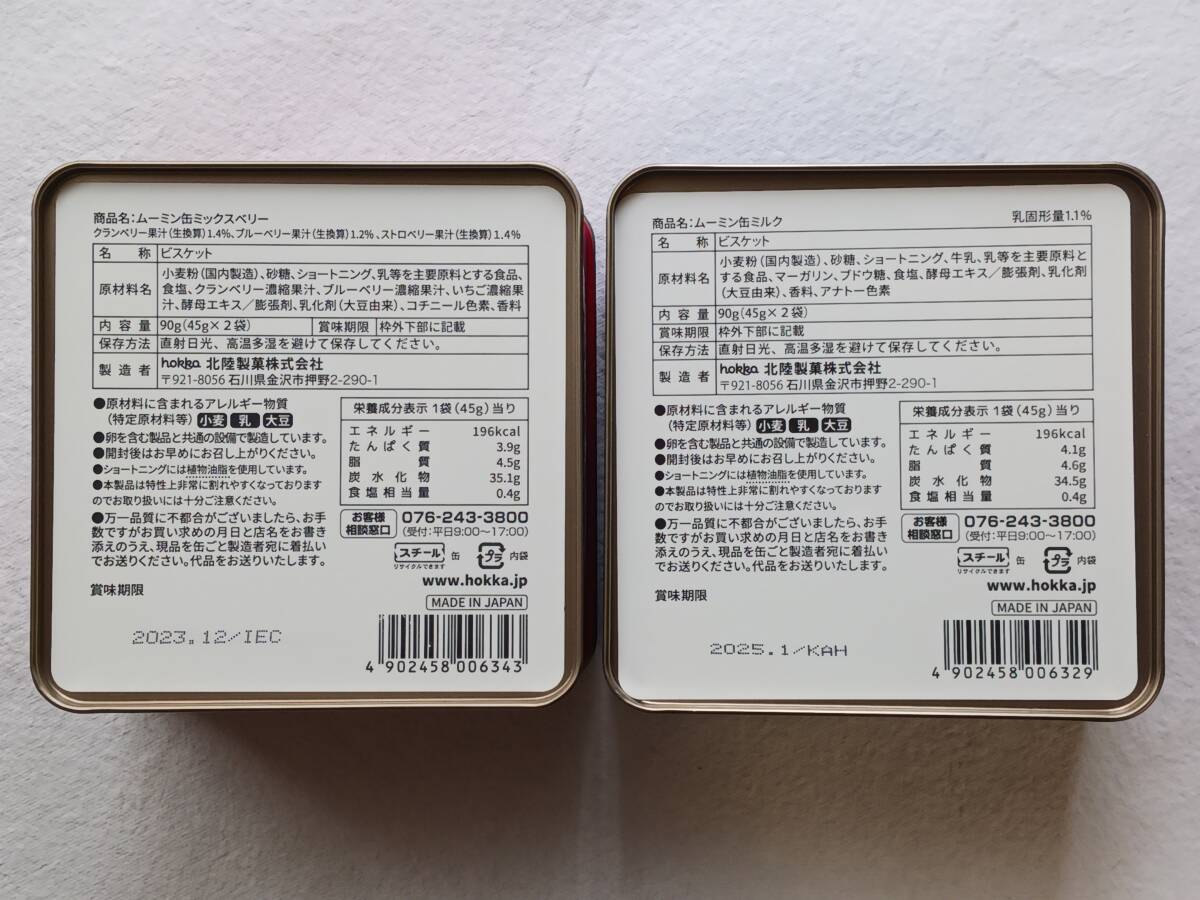 商品名:ムーミン缶ミックスベリー
クランベリー果汁(生換算)1.4%、ブルーベリー果汁(生換算)1.2%、ストロベリー果汁(生換算)1.4%
名 称 ビスケット
原材料名 小麦粉(国内製造)、砂糖、ショートニング、乳等を主要原料とする食品、
食塩、クランベリー濃縮果汁、ブルーベリー濃縮果汁、いちご濃縮果
汁、酵母エキス/膨張剤、乳化剤(大豆由来)、コチニール色素、香料
内容量 90g(45g×2袋) 賞味期限 枠外下部に記載
保存方法 直射日光、高温多湿を避けて保存してください。
製造者 hokka 北陸製菓株式会社
〒921-8056 石川県金沢市押野2-290-1
●原材料に含まれるアレルギー物質
(特定原材料等) 小麦 乳 大豆
●卵を含む製品と共通の設備で製造しています。
●開封後はお早めにお召し上がりください。
●ショートニングには植物油脂を使用しています。
●本製品は特性上非常に割れやすくなっております
のでお取り扱いには十分ご注意ください。
●万一品質に不都合がございましたら、お手
数ですがお買い求めの月日と店名をお書き
添えのうえ、現品を缶ごと製造者宛に着払い
でお送りください。代品をお送りいたします。
賞味期限
2023.12/IEC
栄養成分表示 1袋(45g)当り
エネルギー 196kcal
たんぱく質 3.9g
脂質 4.5g
炭水化物 35.1g
食塩相当量 0.4g
お客様
相談窓口
076-243-3800
(受付:平日9:00〜17:00)
スチール 缶 プラ 内袋
リサイクルできます
www.hokka.jp
MADE IN JAPAN
4 902458 006343
商品名:ムーミン缶ミルク 乳固形量1.1%
名 称 ビスケット
原材料名 小麦粉(国内製造)、砂糖、ショートニング、牛乳、乳等を主要原料と
する食品、マーガリン、ブドウ糖、食塩、酵母エキス/膨張剤、乳化剤
(大豆由来)、香料、アナトー色素
内容量 90g(45g×2袋)
賞味期限 枠外下部に記載
保存方法 直射日光、高温多湿を避けて保存してください。
製造者 hokka 北陸製菓株式会社
〒921-8056 石川県金沢市押野2-290-1
●原材料に含まれるアレルギー物質
(特定原材料等) 小麦 乳 大豆
●卵を含む製品と共通の設備で製造しています。
●開封後はお早めにお召し上がりください。
●ショートニングには植物油脂を使用しています。
●本製品は特性上非常に割れやすくなっております
のでお取り扱いには十分ご注意ください。
●万一品質に不都合がございましたら、お手
数ですがお買い求めの月日と店名をお書き
添えのうえ、現品を缶ごと製造者宛に着払い
でお送りください。代品をお送りいたします。
賞味期限
2025.1/KAH
栄養成分表示 1袋(45g)当り
エネルギー 196kcal
たんぱく質 4.1g
脂質 4.6g
炭水化物 34.5g
食塩相当量 0.4g
お客様
相談窓口
076-243-3800
(受付:平日9:00〜17:00)
スチール 缶 プラ 内袋
リサイクルできます
www.hokka.jp
MADE IN JAPAN
4 902458 006329